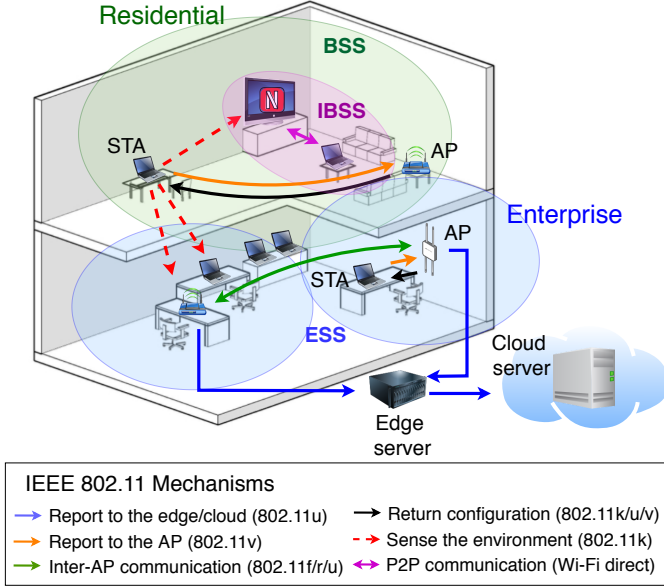 Residential
BSS
N
IBSS
STA
AP
Enterprise
AP
STA
ESS
Cloud
server
Edge
server
IEEE 802.11 Mechanisms
Report to the edge/cloud (802.11u)
Return configuration (802.11k/u/v)
Report to the AP (802.11v)
Sense the environment (802.11k)
Inter-AP communication (802.11f/r/u)
P2P communication (Wi-Fi direct)